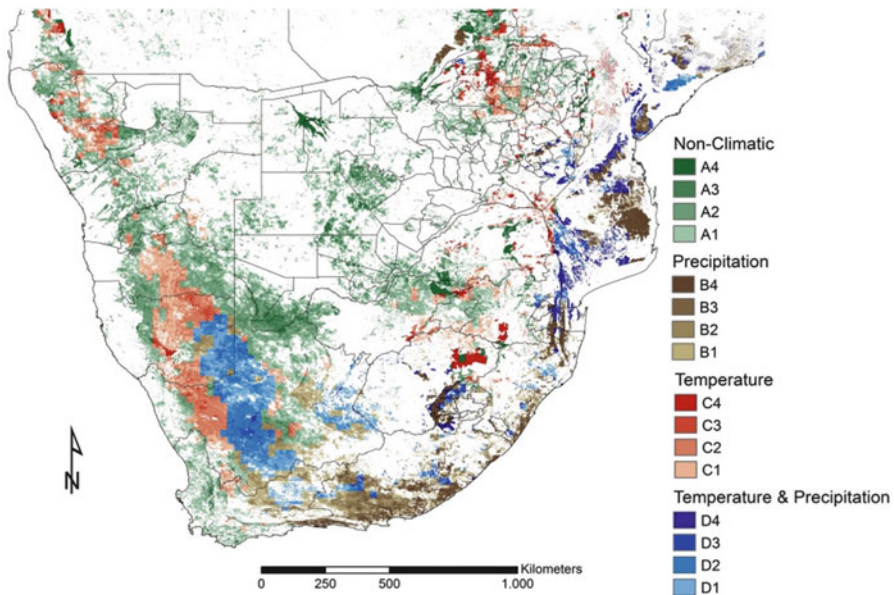 Non-Climatic
A4
A3
A2
A1
Precipitation
B4
B3
B2
B1
Temperature
C4
C3
C2
C1
Temperature & Precipitation
D4
D3
D2
D1
N
Kilometers
0 250 500 1.000